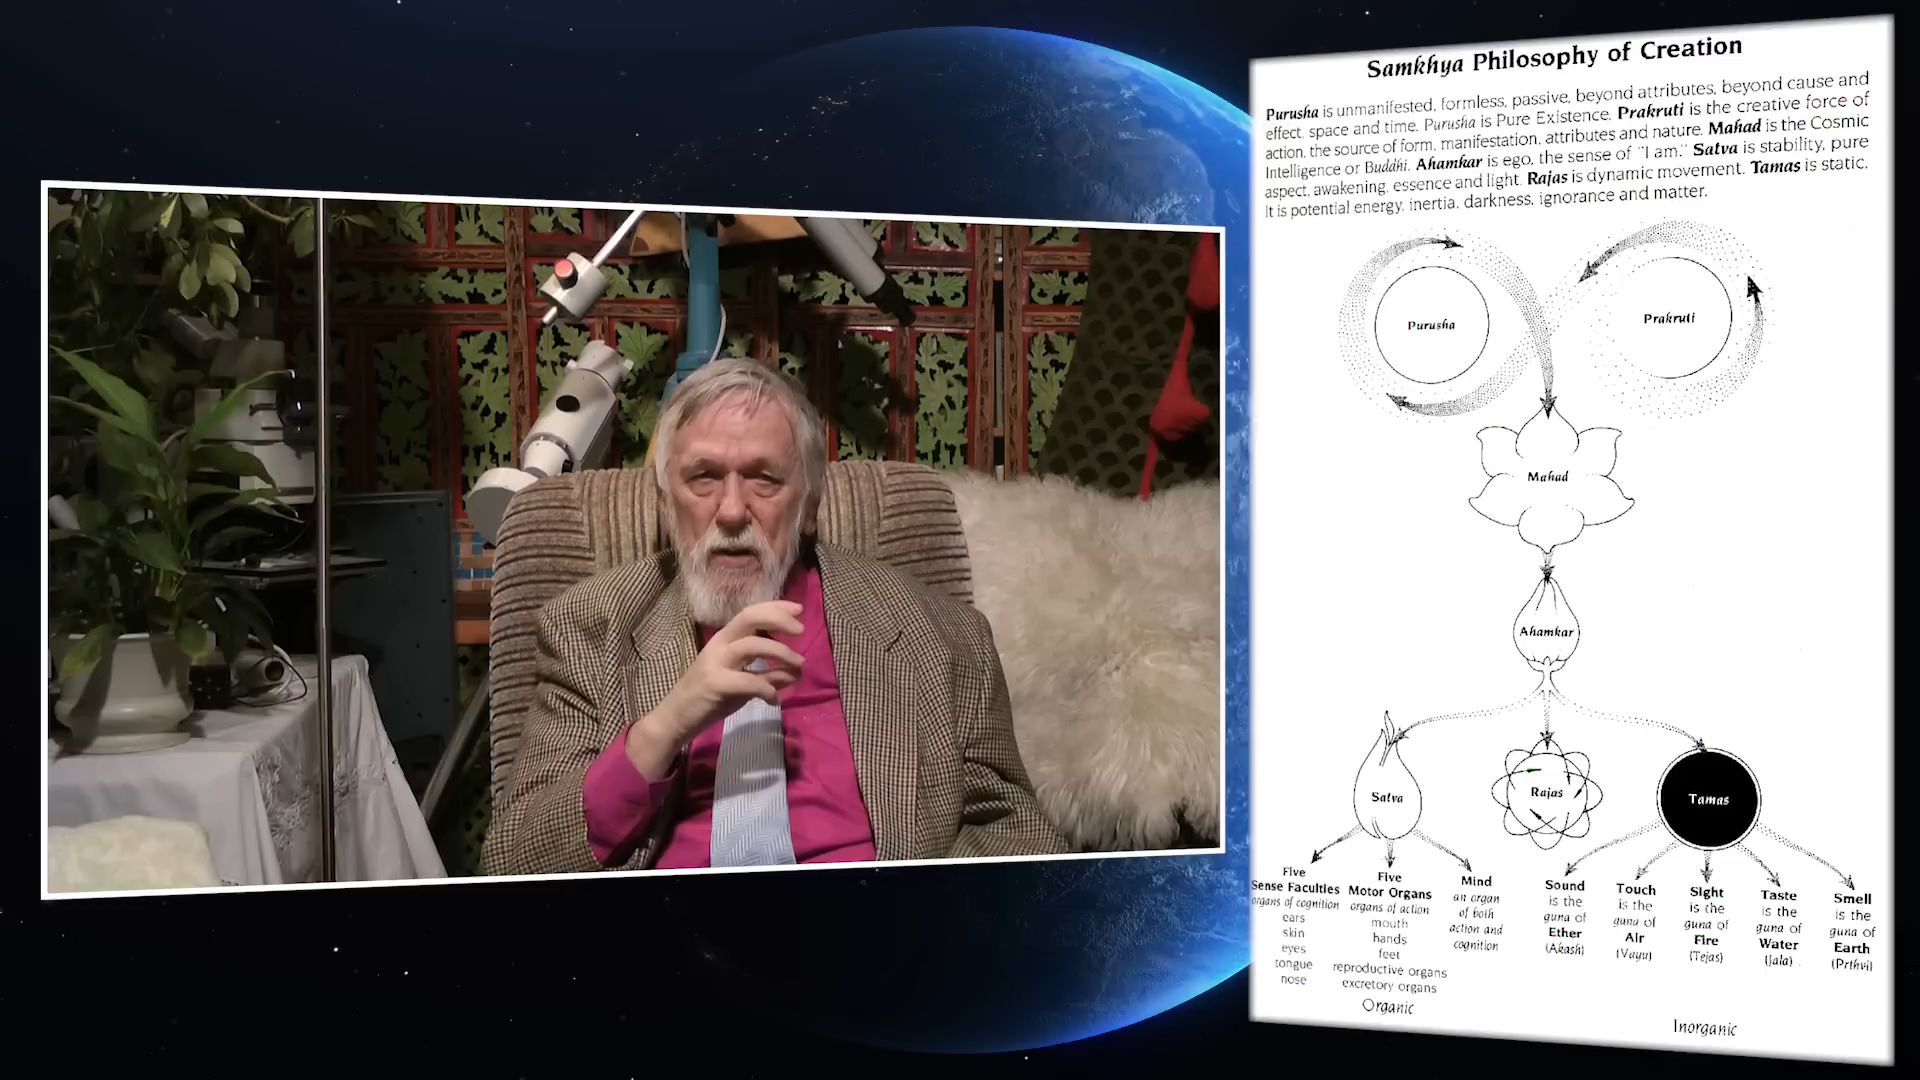 Samkhya Philosophy of Creation
Purusha is unmanifested, formless, passive, beyond attributes, beyond cause and
effect, space and time. Purusha is Pure Existence. Prakruti is the creative force of
action, the source of form, manifestation, attributes and nature. Mahad is the Cosmic
Intelligence or Buddhi. Ahamkar is ego, the sense of "I am." Satva is stability, pure
aspect, awakening, essence and light. Rajas is dynamic movement. Tamas is static.
It is potential energy, inertia, darkness, ignorance and matter.
Purusha
Prakruti
Mahad
Ahamkar
Satva
Rajas
Tamas
Five
Sense Faculties
organs of cognition
ears
skin
eyes
tongue
nose
Five
Motor Organs
organs of action
mouth
hands
feet
reproductive organs
excretory organs
Mind
an organ
of both
action and
cognition
Sound
is the
guna of
Ether
(Akash)
Touch
is the
guna of
Air
(Vayu)
Sight
is the
guna of
Fire
(Tejas)
Taste
is the
guna of
Water
(Jala)
Smell
is the
guna of
Earth
(Prthvi)
Organic
Inorganic